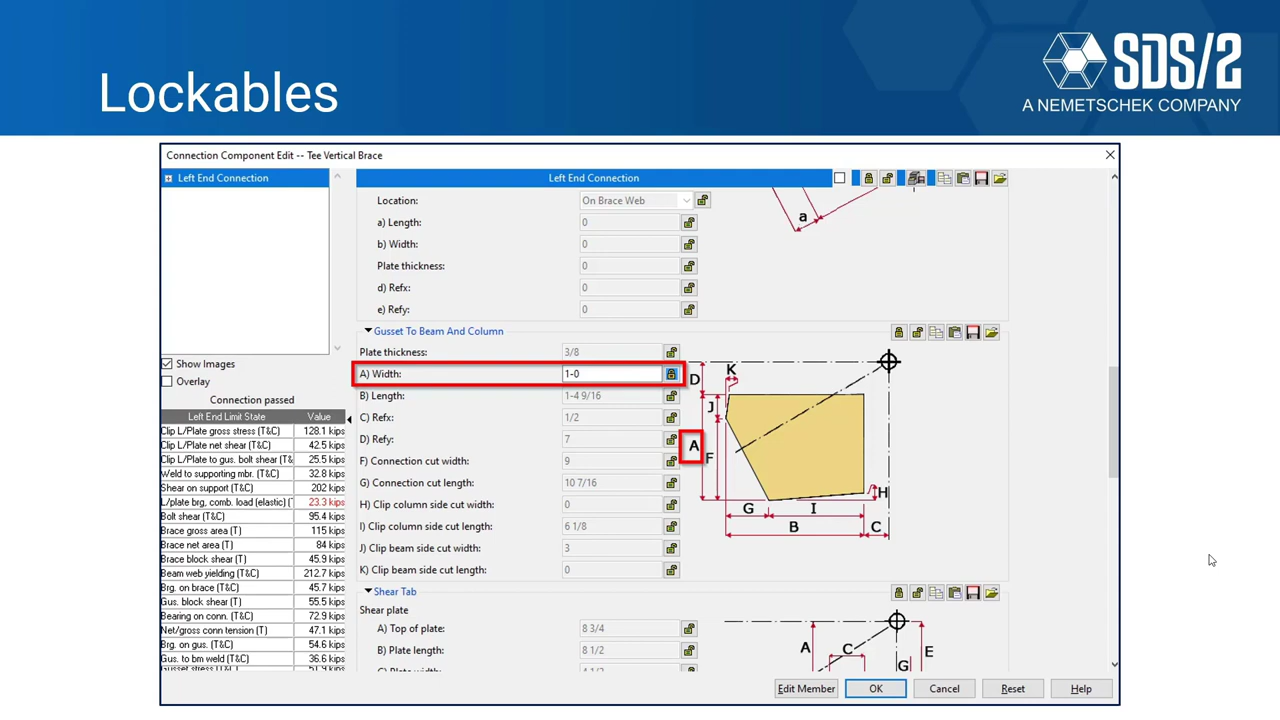 Lockables
SDS/2
A NEMETSCHEK COMPANY
Connection Component Edit -- Tee Vertical Brace
Left End Connection
Left End Connection
Location: On Brace Web
a) Length: 0
b) Width: 0
Plate thickness: 0
d) Refx: 0
e) Refy: 0
a
Gusset To Beam And Column
Plate thickness: 3/8
A) Width: 1-0
B) Length: 1-4 9/16
C) Refx: 1/2
D) Refy: 7
F) Connection cut width: 9
G) Connection cut length: 10 7/16
H) Clip column side cut width: 0
I) Clip column side cut length: 6 1/8
J) Clip beam side cut width: 3
K) Clip beam side cut length: 0
D
K
J
A
F
H
G
I
B
C
Shear Tab
Shear plate
A) Top of plate: 8 3/4
B) Plate length: 8 1/2
A
C
E
G
Show Images
Overlay
Connection passed
Left End Limit State Value
Clip L/Plate gross stress (T&C) 128.1 kips
Clip L/Plate net shear (T&C) 42.5 kips
Clip L/Plate to gus. bolt shear (T&C) 25.5 kips
Weld to supporting mbr. (T&C) 32.8 kips
Shear on support (T&C) 202 kips
L/plate brg, comb. load (elastic) (T 23.3 kips
Bolt shear (T&C) 95.4 kips
Brace gross area (T) 115 kips
Brace net area (T) 84 kips
Brace block shear (T) 45.9 kips
Beam web yielding (T&C) 212.7 kips
Brg. on brace (T&C) 45.7 kips
Gus. block shear (T) 55.5 kips
Bearing on conn. (T&C) 72.9 kips
Net/gross conn tension (T) 47.1 kips
Brg. on gus. (T&C) 54.6 kips
Gus. to bm weld (T&C) 36.6 kips
Edit Member
OK
Cancel
Reset
Help